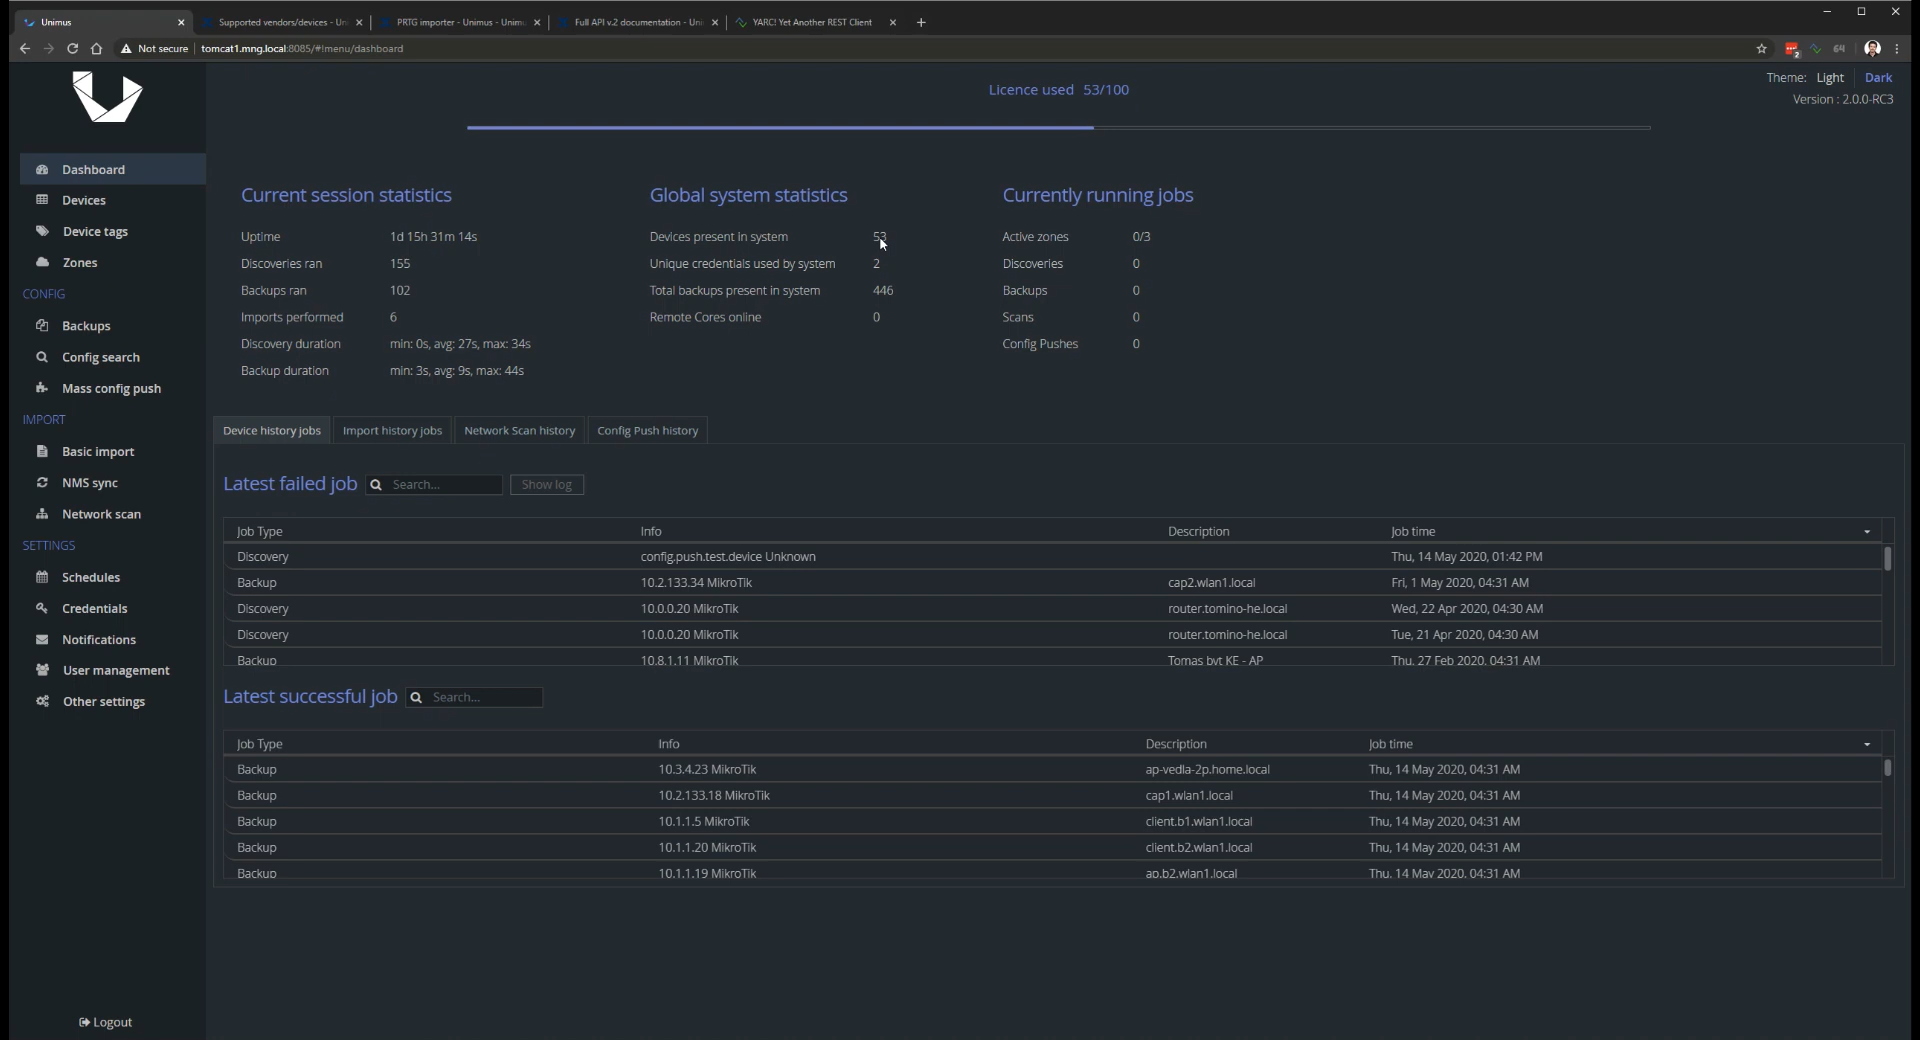 Unimus
Supported vendors/devices - Un
PRTG importer - Unimus - Unim
Full API v.2 documentation - Uni
YARC! Yet Another REST Client
Not secure
tomcat1.mng.local:8085/#!menu/dashboard
2
Licence used 53/100
Theme: Light Dark
Version : 2.0.0-RC3
Dashboard
Devices
Device tags
Zones
CONFIG
Backups
Config search
Mass config push
IMPORT
Basic import
NMS sync
Network scan
SETTINGS
Schedules
Credentials
Notifications
User management
Other settings
Logout
Current session statistics
Uptime 1d 15h 31m 14s
Discoveries ran 155
Backups ran 102
Imports performed 6
Discovery duration min: 0s, avg: 27s, max: 34s
Backup duration min: 3s, avg: 9s, max: 44s
Global system statistics
Devices present in system 53
Unique credentials used by system 2
Total backups present in system 446
Remote Cores online 0
Currently running jobs
Active zones 0/3
Discoveries 0
Backups 0
Scans 0
Config Pushes 0
Device history jobs
Import history jobs
Network Scan history
Config Push history
Latest failed job Search... Show log
Job Type Info Description Job time
Discovery config.push.test.device Unknown Thu, 14 May 2020, 01:42 PM
Backup 10.2.133.34 MikroTik cap2.wlan1.local Fri, 1 May 2020, 04:31 AM
Discovery 10.0.0.20 MikroTik router.tomino-he.local Wed, 22 Apr 2020, 04:30 AM
Discovery 10.0.0.20 MikroTik router.tomino-he.local Tue, 21 Apr 2020, 04:30 AM
Backup 10.8.1.11 MikroTik Tomas byt KE - AP Thu, 27 Feb 2020, 04:31 AM
Latest successful job Search...
Job Type Info Description Job time
Backup 10.3.4.23 MikroTik ap-vedla-2p.home.local Thu, 14 May 2020, 04:31 AM
Backup 10.2.133.18 MikroTik cap1.wlan1.local Thu, 14 May 2020, 04:31 AM
Backup 10.1.1.5 MikroTik client.b1.wlan1.local Thu, 14 May 2020, 04:31 AM
Backup 10.1.1.20 MikroTik client.b2.wlan1.local Thu, 14 May 2020, 04:31 AM
Backup 10.1.1.19 MikroTik ap.b2.wlan1.local Thu, 14 May 2020, 04:31 AM